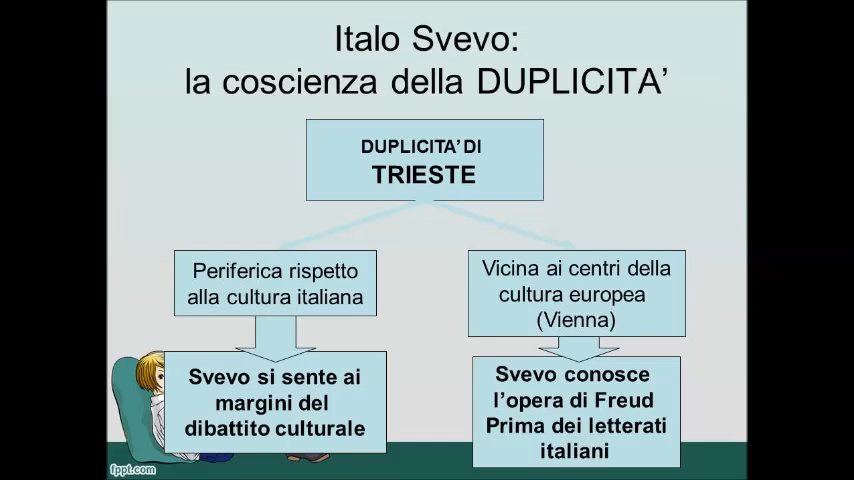 Italo Svevo:
la coscienza della DUPLICITA’
DUPLICITA’ DI
TRIESTE
Periferica rispetto
alla cultura italiana
Vicina ai centri della
cultura europea
(Vienna)
Svevo si sente ai
margini del
dibattito culturale
Svevo conosce
l’opera di Freud
Prima dei letterati
italiani
fppt.com